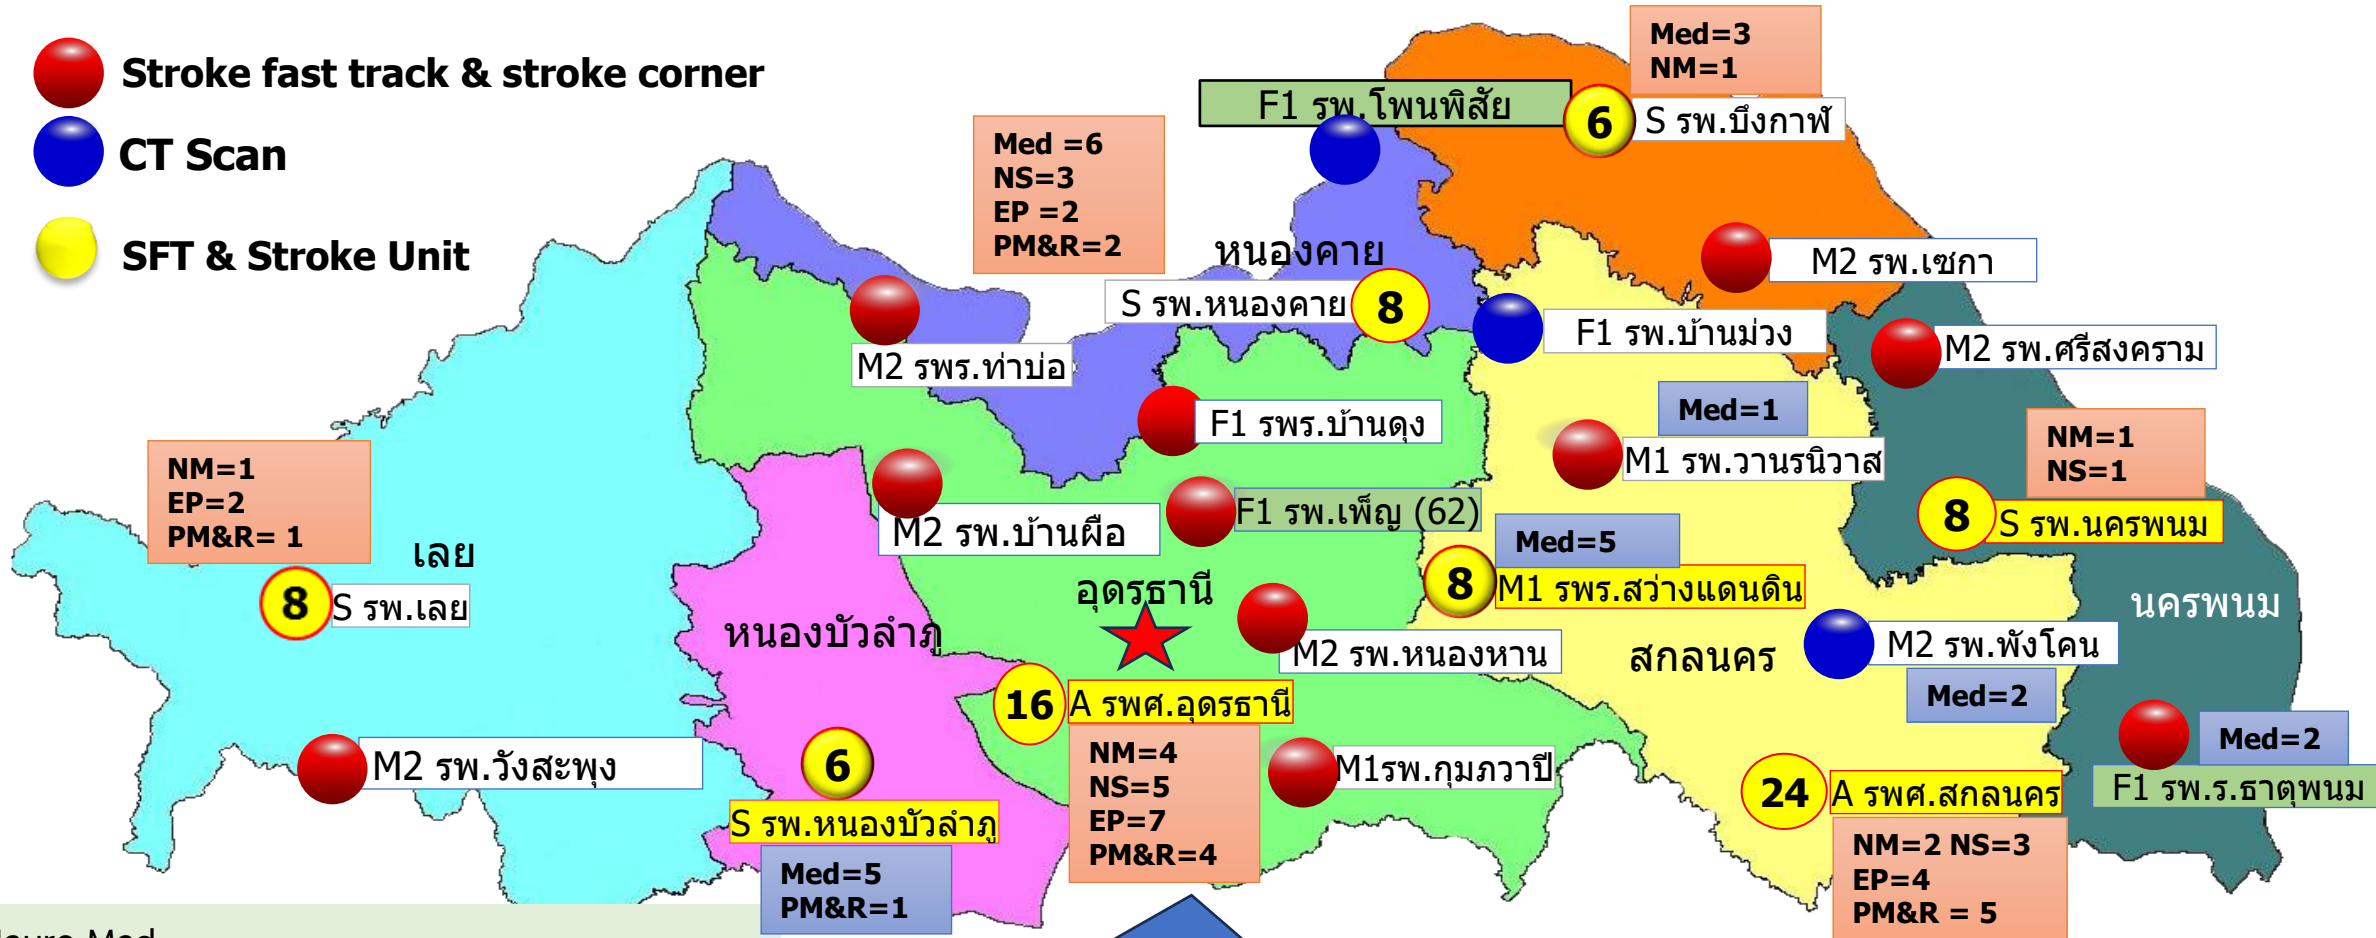 Stroke fast track & stroke corner
CT Scan
SFT & Stroke Unit
Med=3
NM=1
F1 รพ.โพนพิสัย
6
S รพ.บึงกาฬ
Med =6
NS=3
EP =2
PM&R=2
หนองคาย
S รพ.หนองคาย
8
M2 รพ.เซกา
F1 รพ.บ้านม่วง
M2 รพ.ศรีสงคราม
M2 รพร.ท่าบ่อ
Med=1
F1 รพร.บ้านดุง
M1 รพ.วานรนิวาส
NM=1
NS=1
NM=1
EP=2
PM&R= 1
เลย
8
S รพ.เลย
M2 รพ.บ้านผือ
F1 รพ.เพ็ญ (62)
8
S รพ.นครพนม
Med=5
8
M1 รพร.สว่างแดนดิน
อุดรธานี
นครพนม
หนองบัวลำภู
M2 รพ.หนองหาน
สกลนคร
M2 รพ.พังโคน
Med=2
16
A รพศ.อุดรธานี
NM=4
NS=5
EP=7
PM&R=4
M2 รพ.วังสะพุง
6
S รพ.หนองบัวลำภู
Med=5
PM&R=1
M1รพ.กุมภวาปี
Med=2
F1 รพ.ร.ธาตุพนม
24
A รพศ.สกลนคร
NM=2 NS=3
EP=4
PM&R = 5